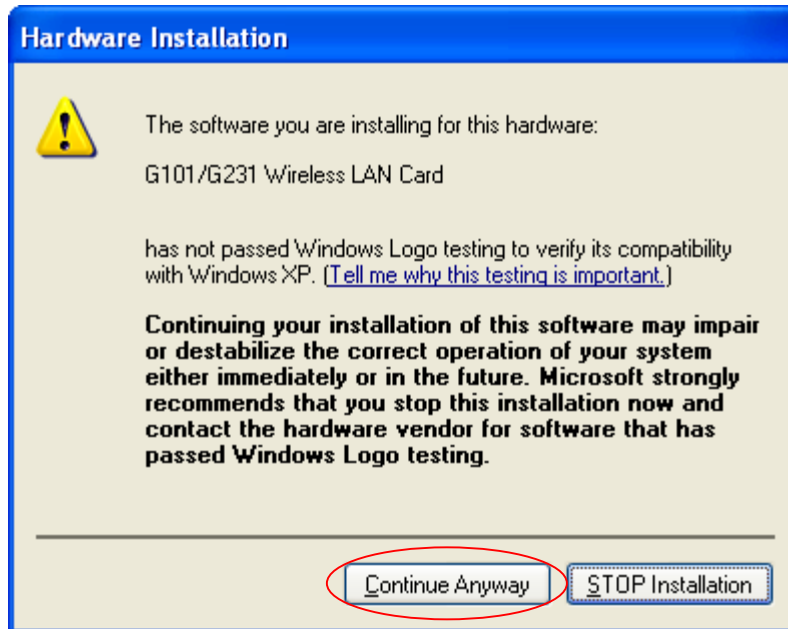 Hardware Installation
The software you are installing for this hardware:
G101/G231 Wireless LAN Card
has not passed Windows Logo testing to verify its compatibility
with Windows XP. (Tell me why this testing is important.)
Continuing your installation of this software may impair
or destabilize the correct operation of your system
either immediately or in the future. Microsoft strongly
recommends that you stop this installation now and
contact the hardware vendor for software that has
passed Windows Logo testing.
Continue Anyway
STOP Installation